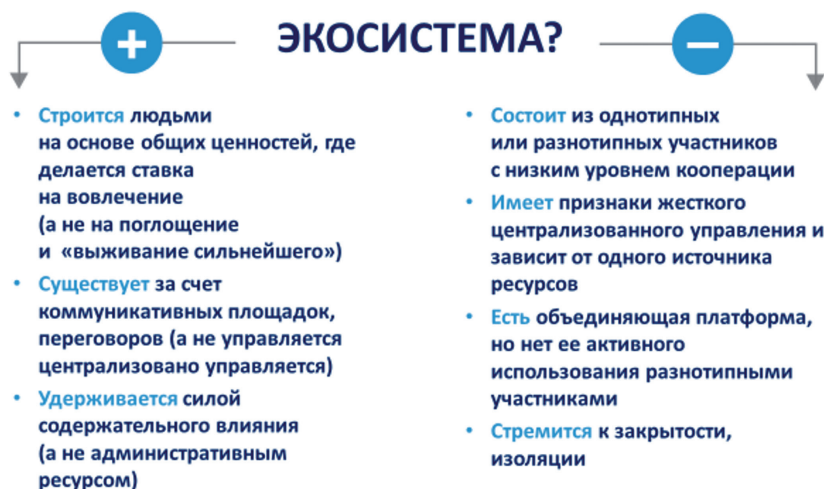 +
ЭКОСИСТЕМА?
−
• Строится людьми
на основе общих ценностей, где
делается ставка
на вовлечение
(а не на поглощение
и «выживание сильнейшего»)
• Существует за счет
коммуникативных площадок,
переговоров (а не управляется
централизовано управляется)
• Удерживается силой
содержательного влияния
(а не административным
ресурсом)
• Состоит из однотипных
или разнотипных участников
с низким уровнем кооперации
• Имеет признаки жесткого
централизованного управления и
зависит от одного источника
ресурсов
• Есть объединяющая платформа,
но нет ее активного
использования разнотипными
участниками
• Стремится к закрытости,
изоляции